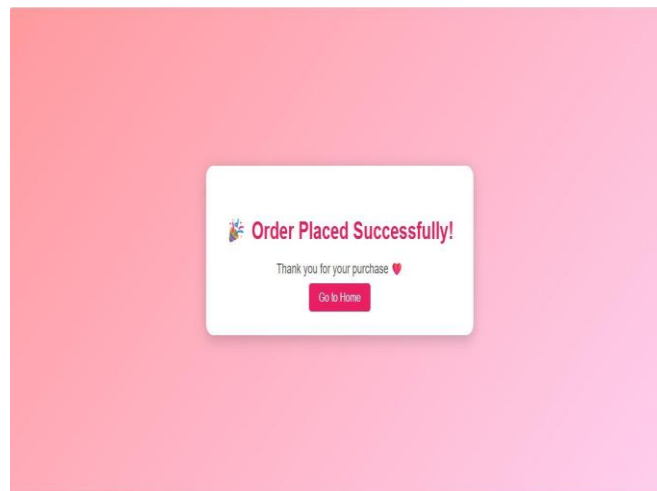 🎉 Order Placed Successfully!
Thank you for your purchase ❤️
Go to Home